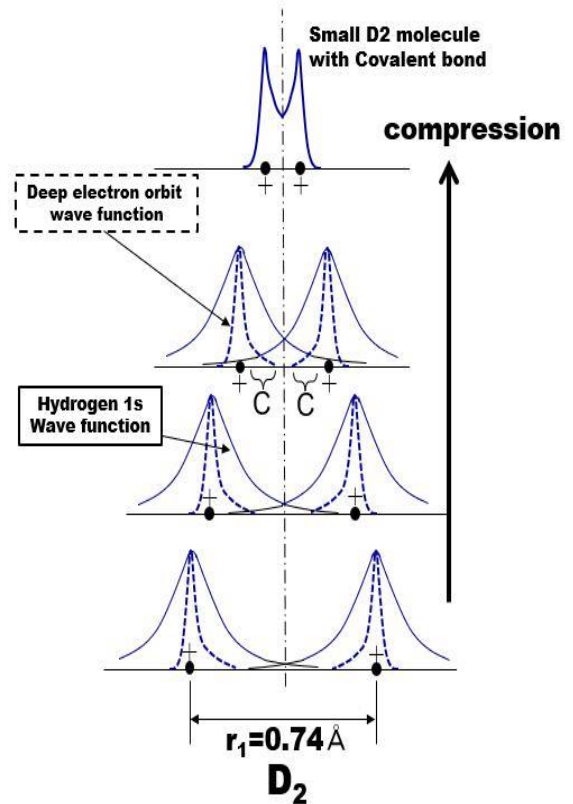 Small D2 molecule
with Covalent bond
compression
+ +
Deep electron orbit
wave function
+ +
C C
Hydrogen 1s
Wave function
+ +
+ +
r₁=0.74Å
D₂